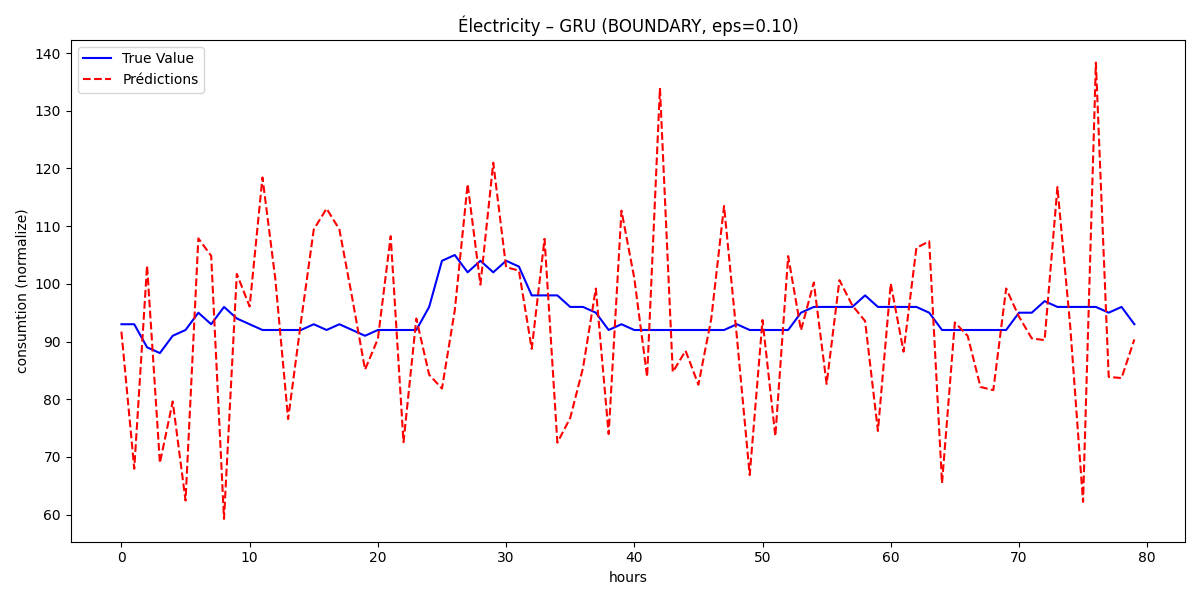 Électricity – GRU (BOUNDARY, eps=0.10)
True Value
Prédictions
consumtion (normalize)
140
130
120
110
100
90
80
70
60
0 10 20 30 40 50 60 70 80
hours